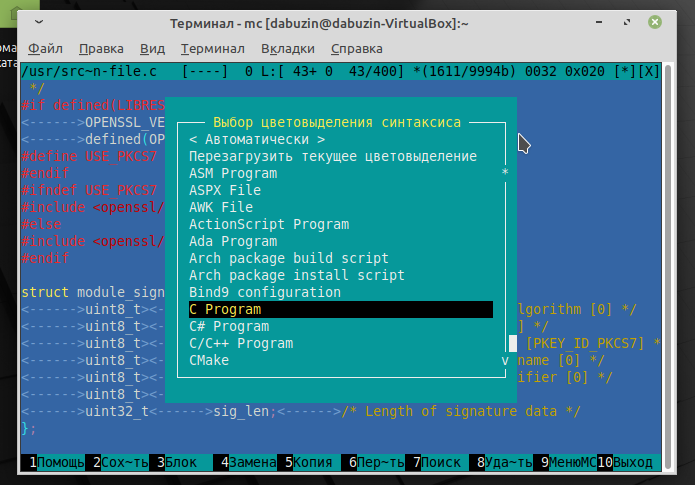 Терминал - mc [dabuzin@dabuzin-VirtualBox]:~
Файл Правка Вид Терминал Вкладки Справка
/usr/src~n-file.c [----] 0 L:[ 43+ 0 43/400] *(1611/9994b) 0032 0x020 [*][X]
*/
#if defined(LIBRES
<------>OPENSSL_VE
<------>defined(OP
#define USE_PKCS7
#endif
#ifndef USE_PKCS7
#include <openssl/
#else
#include <openssl/
#endif
Выбор цветовыделения синтаксиса
< Автоматически >
Перезагрузить текущее цветовыделение
ASM Program *
ASPX File
AWK File
ActionScript Program
Ada Program
Arch package build script
Arch package install script
Bind9 configuration
C Program
C# Program
C/C++ Program
CMake v
struct module_sign
<------>uint8_t><- lgorithm [0] */
<------>uint8_t><- ] */
<------>uint8_t><- [PKEY_ID_PKCS7] *
<------>uint8_t><- name [0] */
<------>uint8_t><- ifier [0] */
<------>uint8_t><-
<------>uint32_t<------>sig_len;<------>/* Length of signature data */
};
1Помощь 2Сох~ть 3Блок 4Замена 5Копия 6Пер~ть 7Поиск 8Уда~ть 9МенюМС 10Выход